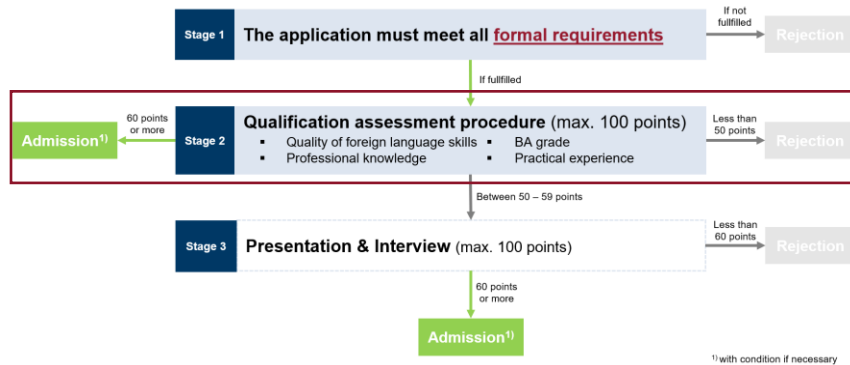 Stage 1
The application must meet all formal requirements
If not
fullfilled
Rejection
If fullfilled
60 points
or more
Admission1)
Stage 2
Qualification assessment procedure (max. 100 points)
▪ Quality of foreign language skills ▪ BA grade
▪ Professional knowledge ▪ Practical experience
Less than
50 points
Rejection
Between 50 – 59 points
Stage 3
Presentation & Interview (max. 100 points)
Less than
60 points
Rejection
60 points
or more
Admission1)
1) with condition if necessary